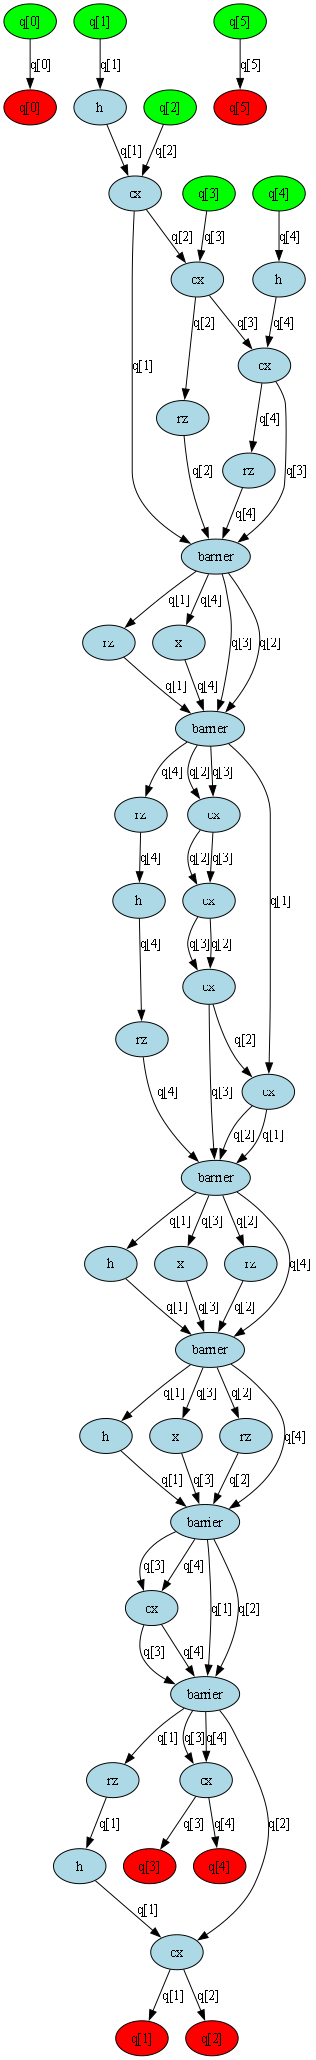 q[0] q[1] q[5]
q[0] q[1] q[5]
q[0] h q[2] q[5]
q[1] q[2]
cx q[3] q[4]
q[2] q[3] q[4]
cx h
q[2] q[3] q[4]
q[1] cx
rz q[4]
rz q[3]
q[2]
q[4]
barrier
q[1] q[4]
rz x q[3] q[2]
q[1] q[4]
barrier
q[4] q[2] q[3]
rz cx
q[4] q[2] q[3]
h cx q[1]
q[4] q[3] q[2]
cx
rz q[2]
q[4] q[3] cx
q[2] q[1]
barrier
q[1] q[3] q[2]
h x rz q[4]
q[1] q[3] q[2]
barrier
q[1] q[3] q[2]
h x rz q[4]
q[1] q[3] q[2]
barrier
q[3] q[4]
cx q[1] q[2]
q[3] q[4]
barrier
q[1] q[3] q[4]
rz cx
q[1] q[3] q[4] q[2]
h q[3] q[4]
q[1]
cx
q[1] q[2]
q[1] q[2]